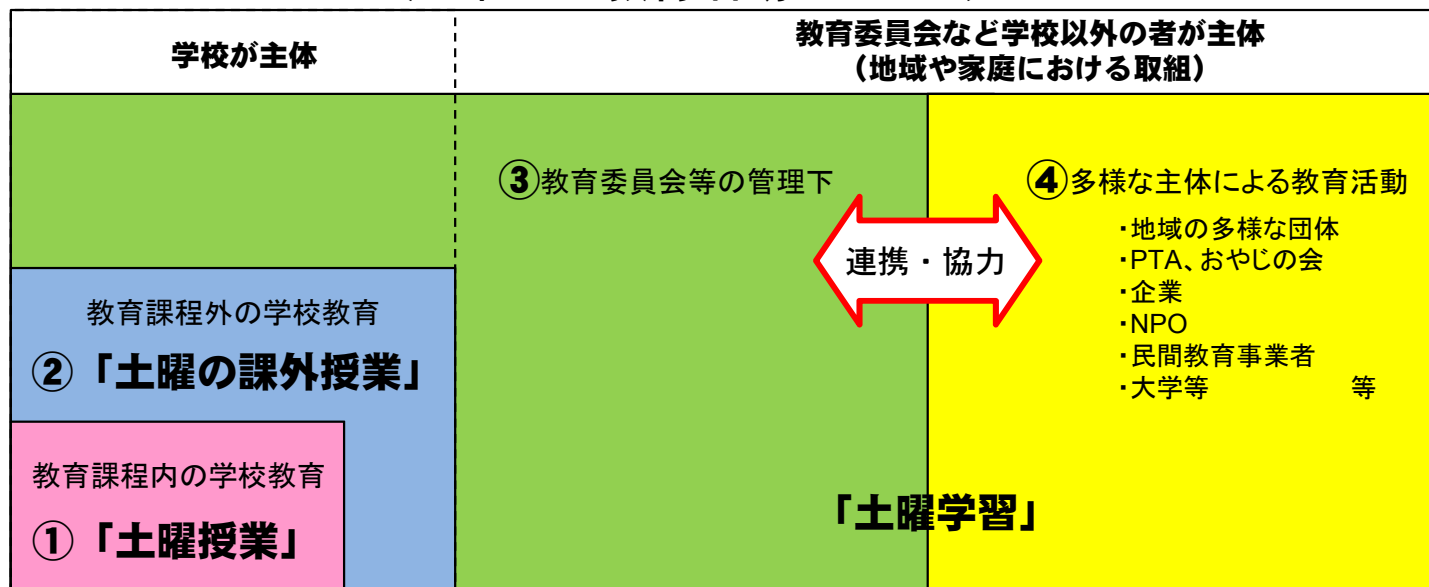 学校が主体
教育委員会など学校以外の者が主体
(地域や家庭における取組)
③教育委員会等の管理下
④多様な主体による教育活動
・地域の多様な団体
・PTA、おやじの会
・企業
・NPO
・民間教育事業者
・大学等 等
連携・協力
教育課程外の学校教育
②「土曜の課外授業」
教育課程内の学校教育
①「土曜授業」
「土曜学習」